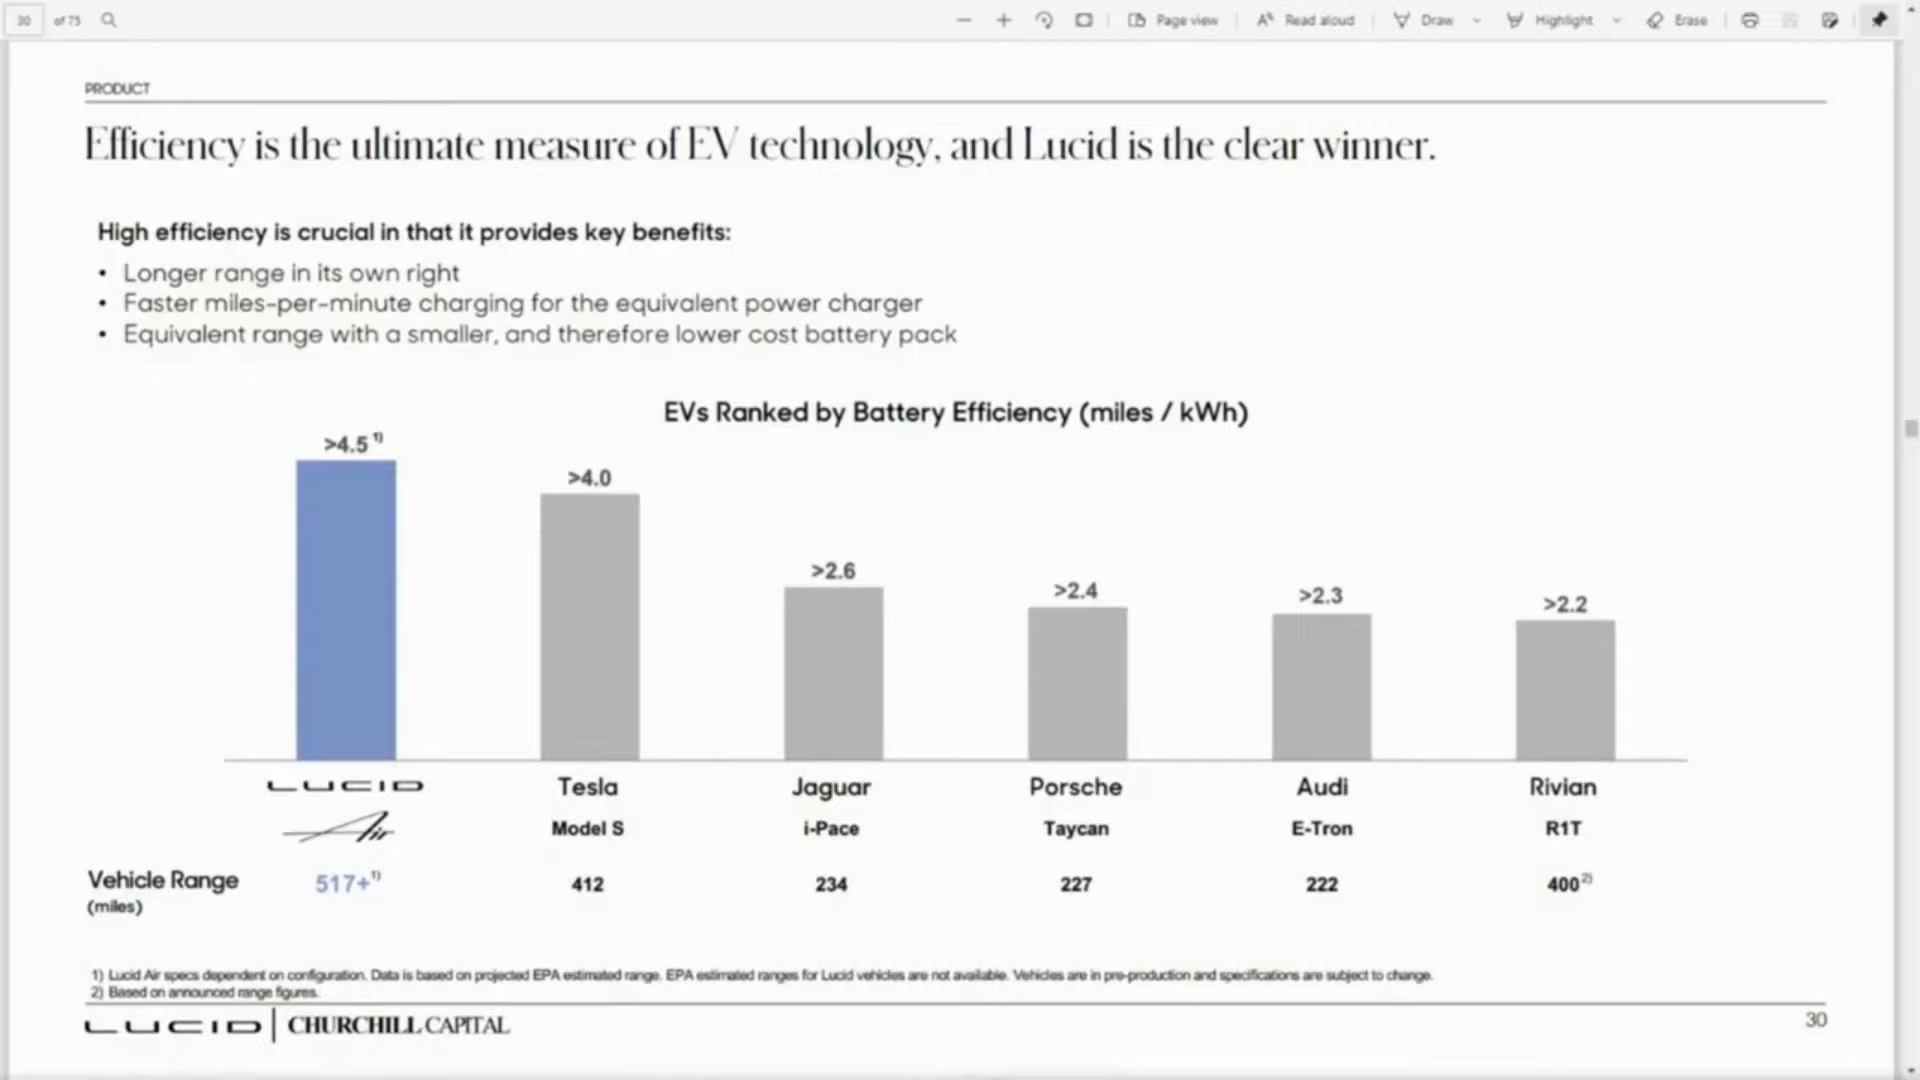 30 of 75 Page view Read aloud Draw Highlight Erase
PRODUCT
Efficiency is the ultimate measure of EV technology, and Lucid is the clear winner.
High efficiency is crucial in that it provides key benefits:
• Longer range in its own right
• Faster miles-per-minute charging for the equivalent power charger
• Equivalent range with a smaller, and therefore lower cost battery pack
EVs Ranked by Battery Efficiency (miles / kWh)
>4.5 1) >4.0 >2.6 >2.4 >2.3 >2.2
LUCID Tesla Jaguar Porsche Audi Rivian
Air Model S i-Pace Taycan E-Tron R1T
Vehicle Range 517+1) 412 234 227 222 400 2)
(miles)
1) Lucid Air specs dependent on configuration. Data is based on projected EPA estimated range. EPA estimated ranges for Lucid vehicles are not available. Vehicles are in pre-production and specifications are subject to change.
2) Based on announced range figures.
LUCID | CHURCHILL CAPITAL 30